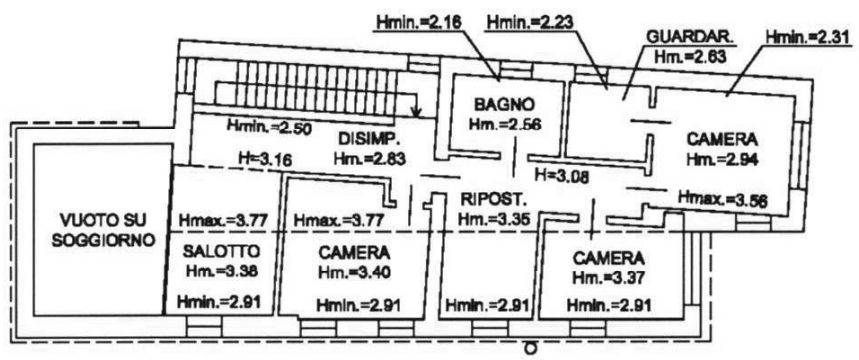 Hmin.=2.16
Hmin.=2.23
GUARDAR.
Hm.=2.63
Hmin.=2.31
BAGNO
Hm.=2.56
Hmin.=2.50
DISIMP.
Hm.=2.83
H=3.16
CAMERA
Hm.=2.94
H=3.08
Hmax.=3.56
RIPOST.
Hm.=3.35
VUOTO SU
SOGGIORNO
Hmax.=3.77
SALOTTO
Hm.=3.38
Hmin.=2.91
Hmax.=3.77
CAMERA
Hm.=3.40
Hmin.=2.91
Hmin.=2.91
CAMERA
Hm.=3.37
Hmin.=2.91